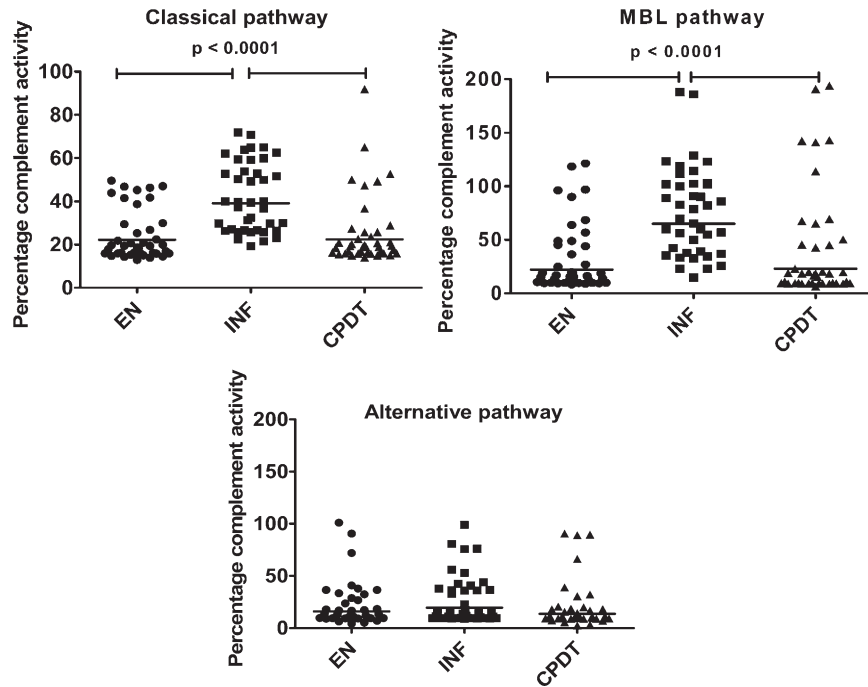 Classical pathway
p < 0.0001
Percentage complement activity
100
80
60
40
20
0
EN
INF
CPDT
MBL pathway
p < 0.0001
Percentage complement activity
200
150
100
50
0
EN
INF
CPDT
Alternative pathway
Percentage complement activity
200
150
100
50
0
EN
INF
CPDT